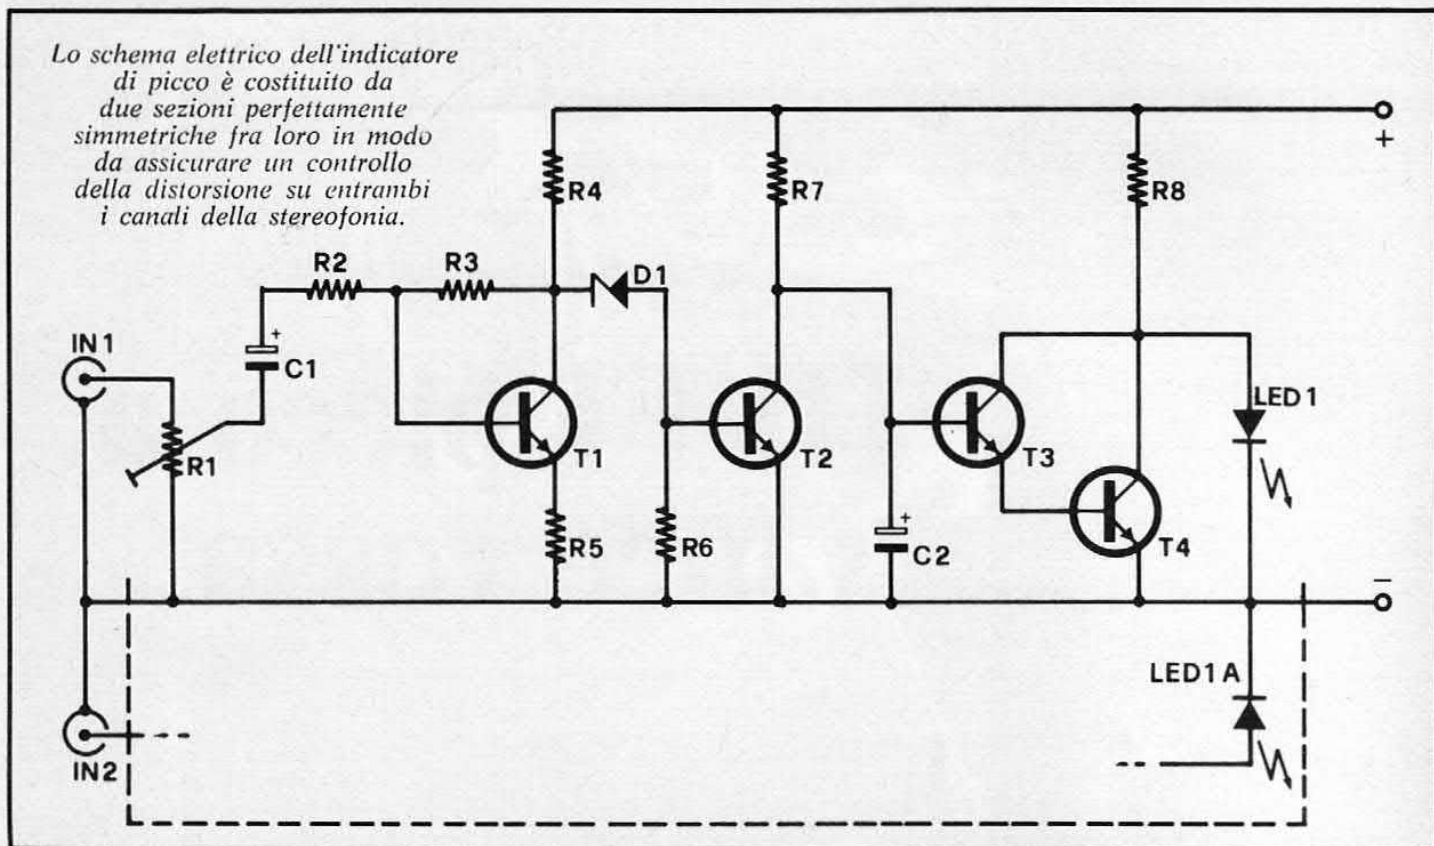 Lo schema elettrico dell'indicatore
di picco è costituito da
due sezioni perfettamente
simmetriche fra loro in modo
da assicurare un controllo
della distorsione su entrambi
i canali della stereofonia.
+
R4
R7
R8
R2
R3
D1
IN1
+
C1
LED1
R1
T1
T2
T3
+
R5
R6
C2
T4
–
LED1A
IN2